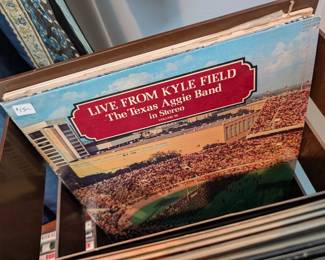 LIVE FROM KYLE FIELD
The Texas Aggie Band
in Stereo